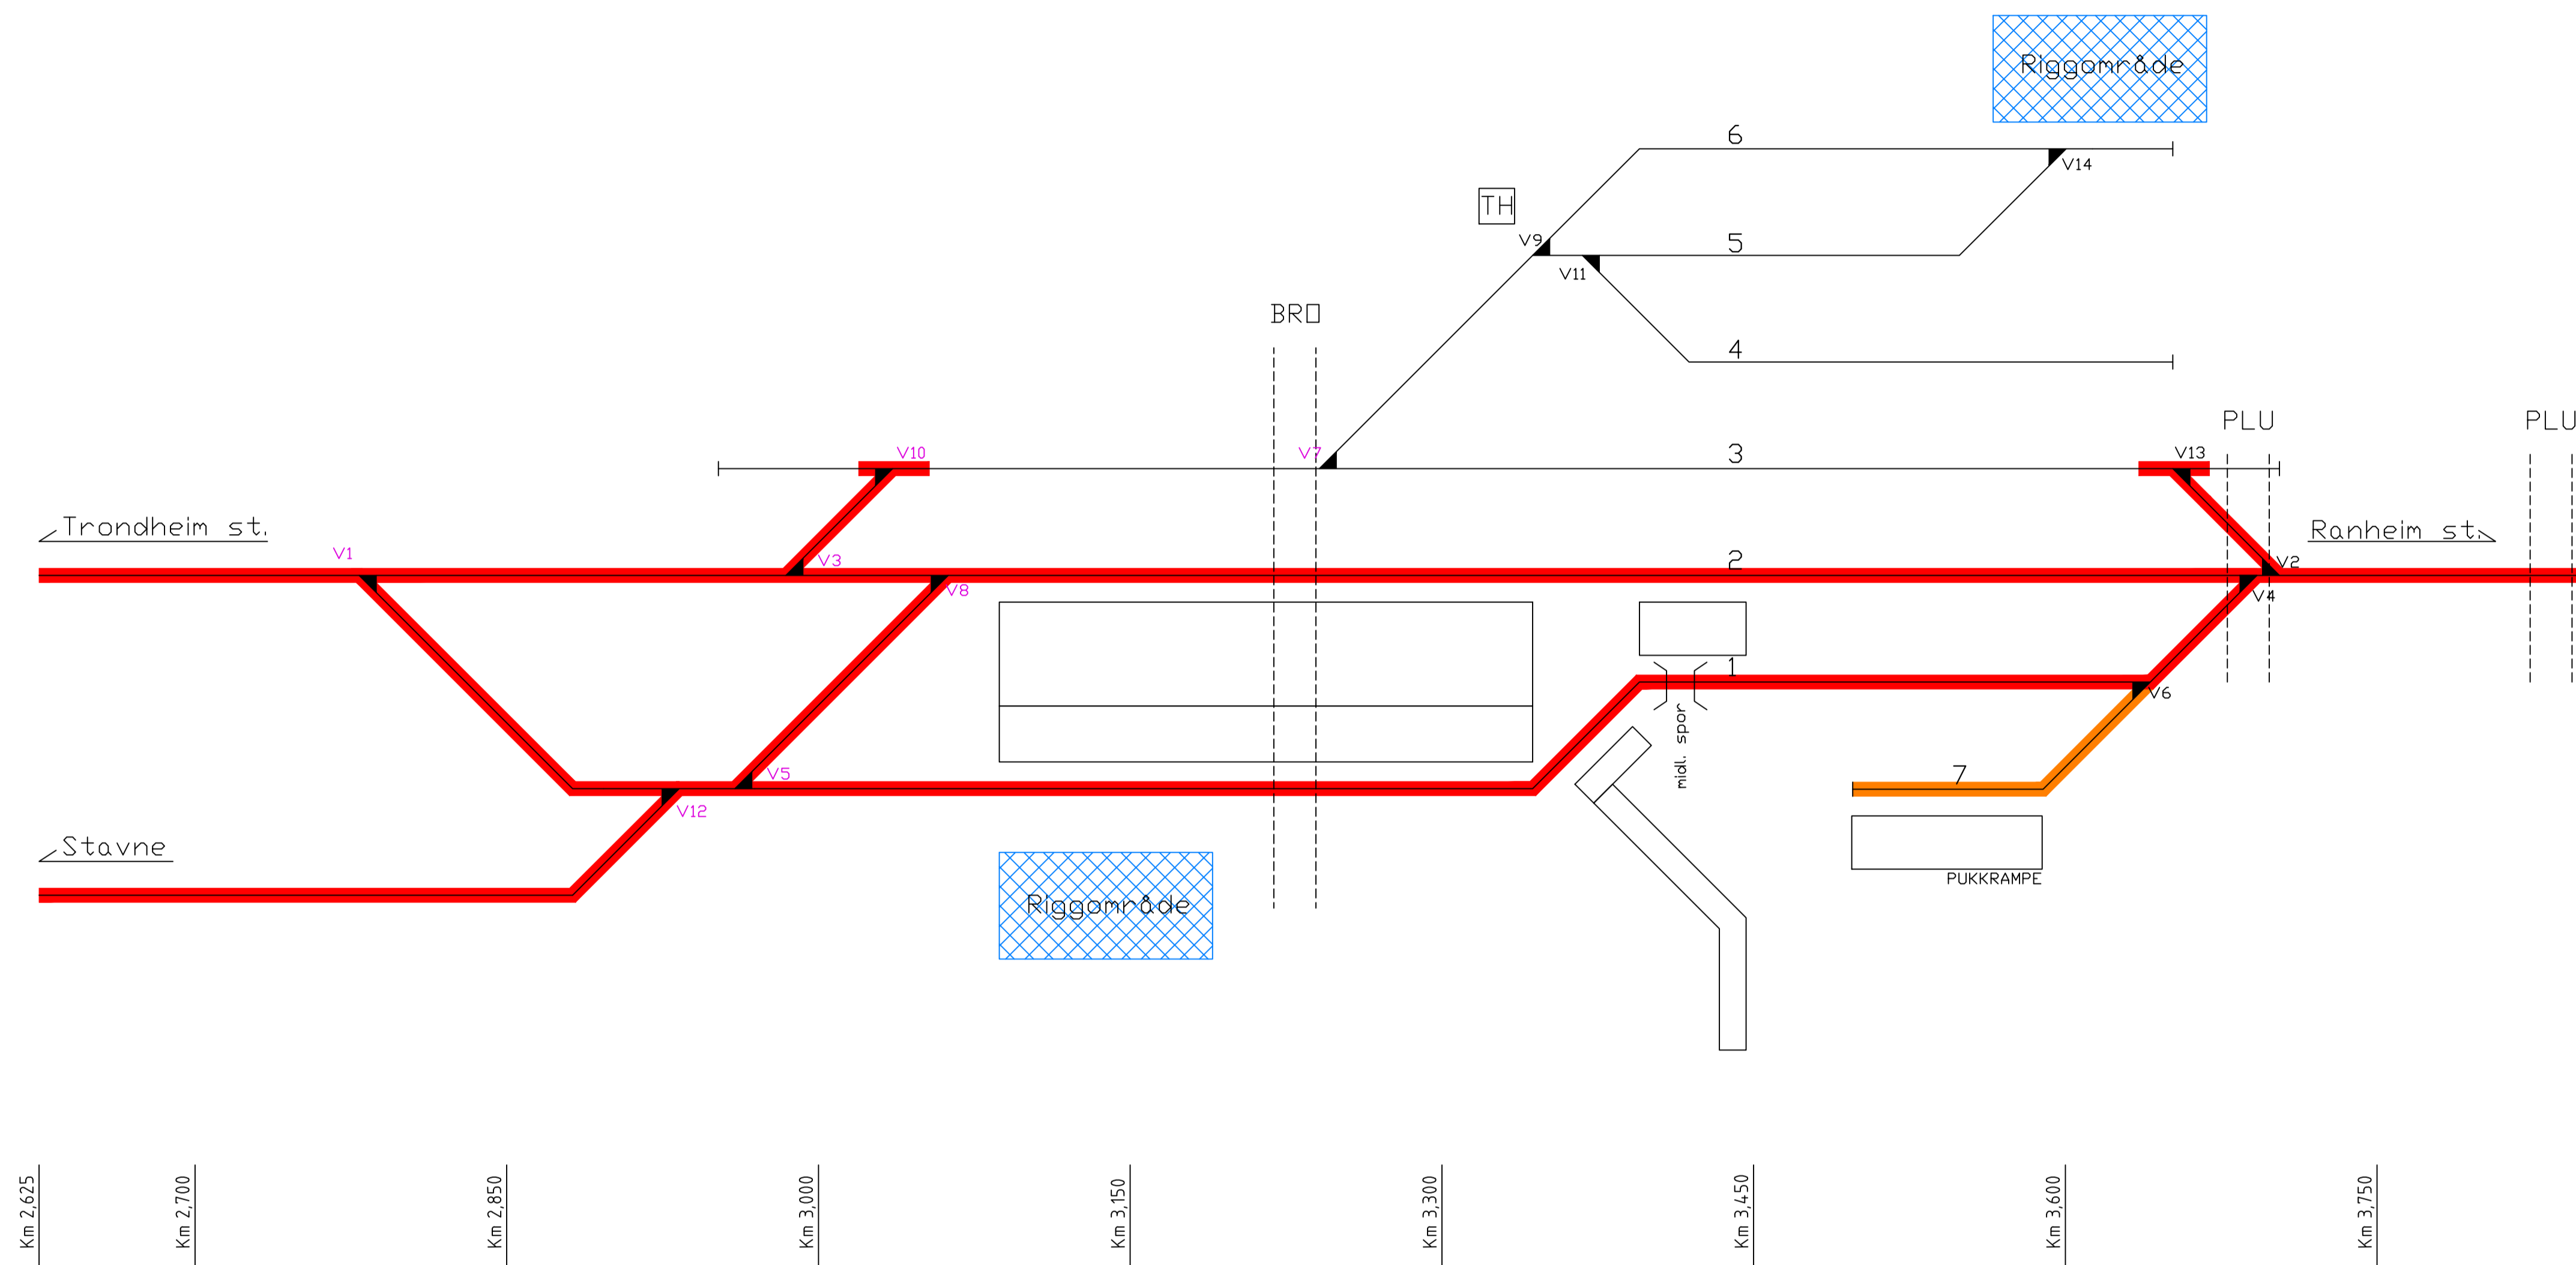 Riggområde
6
V14
TH
V9
5
V11
BRO
4
PLU
PLU
V10
V7
3
V13
Trondheim st.
Ranheim st.
V1
V3
2
V2
V8
V4
1
V6
midl. spor
V5
7
V12
Stavne
PUKKRAMPE
Riggområde
Km 2,625
Km 2,700
Km 2,850
Km 3,000
Km 3,150
Km 3,300
Km 3,450
Km 3,600
Km 3,750